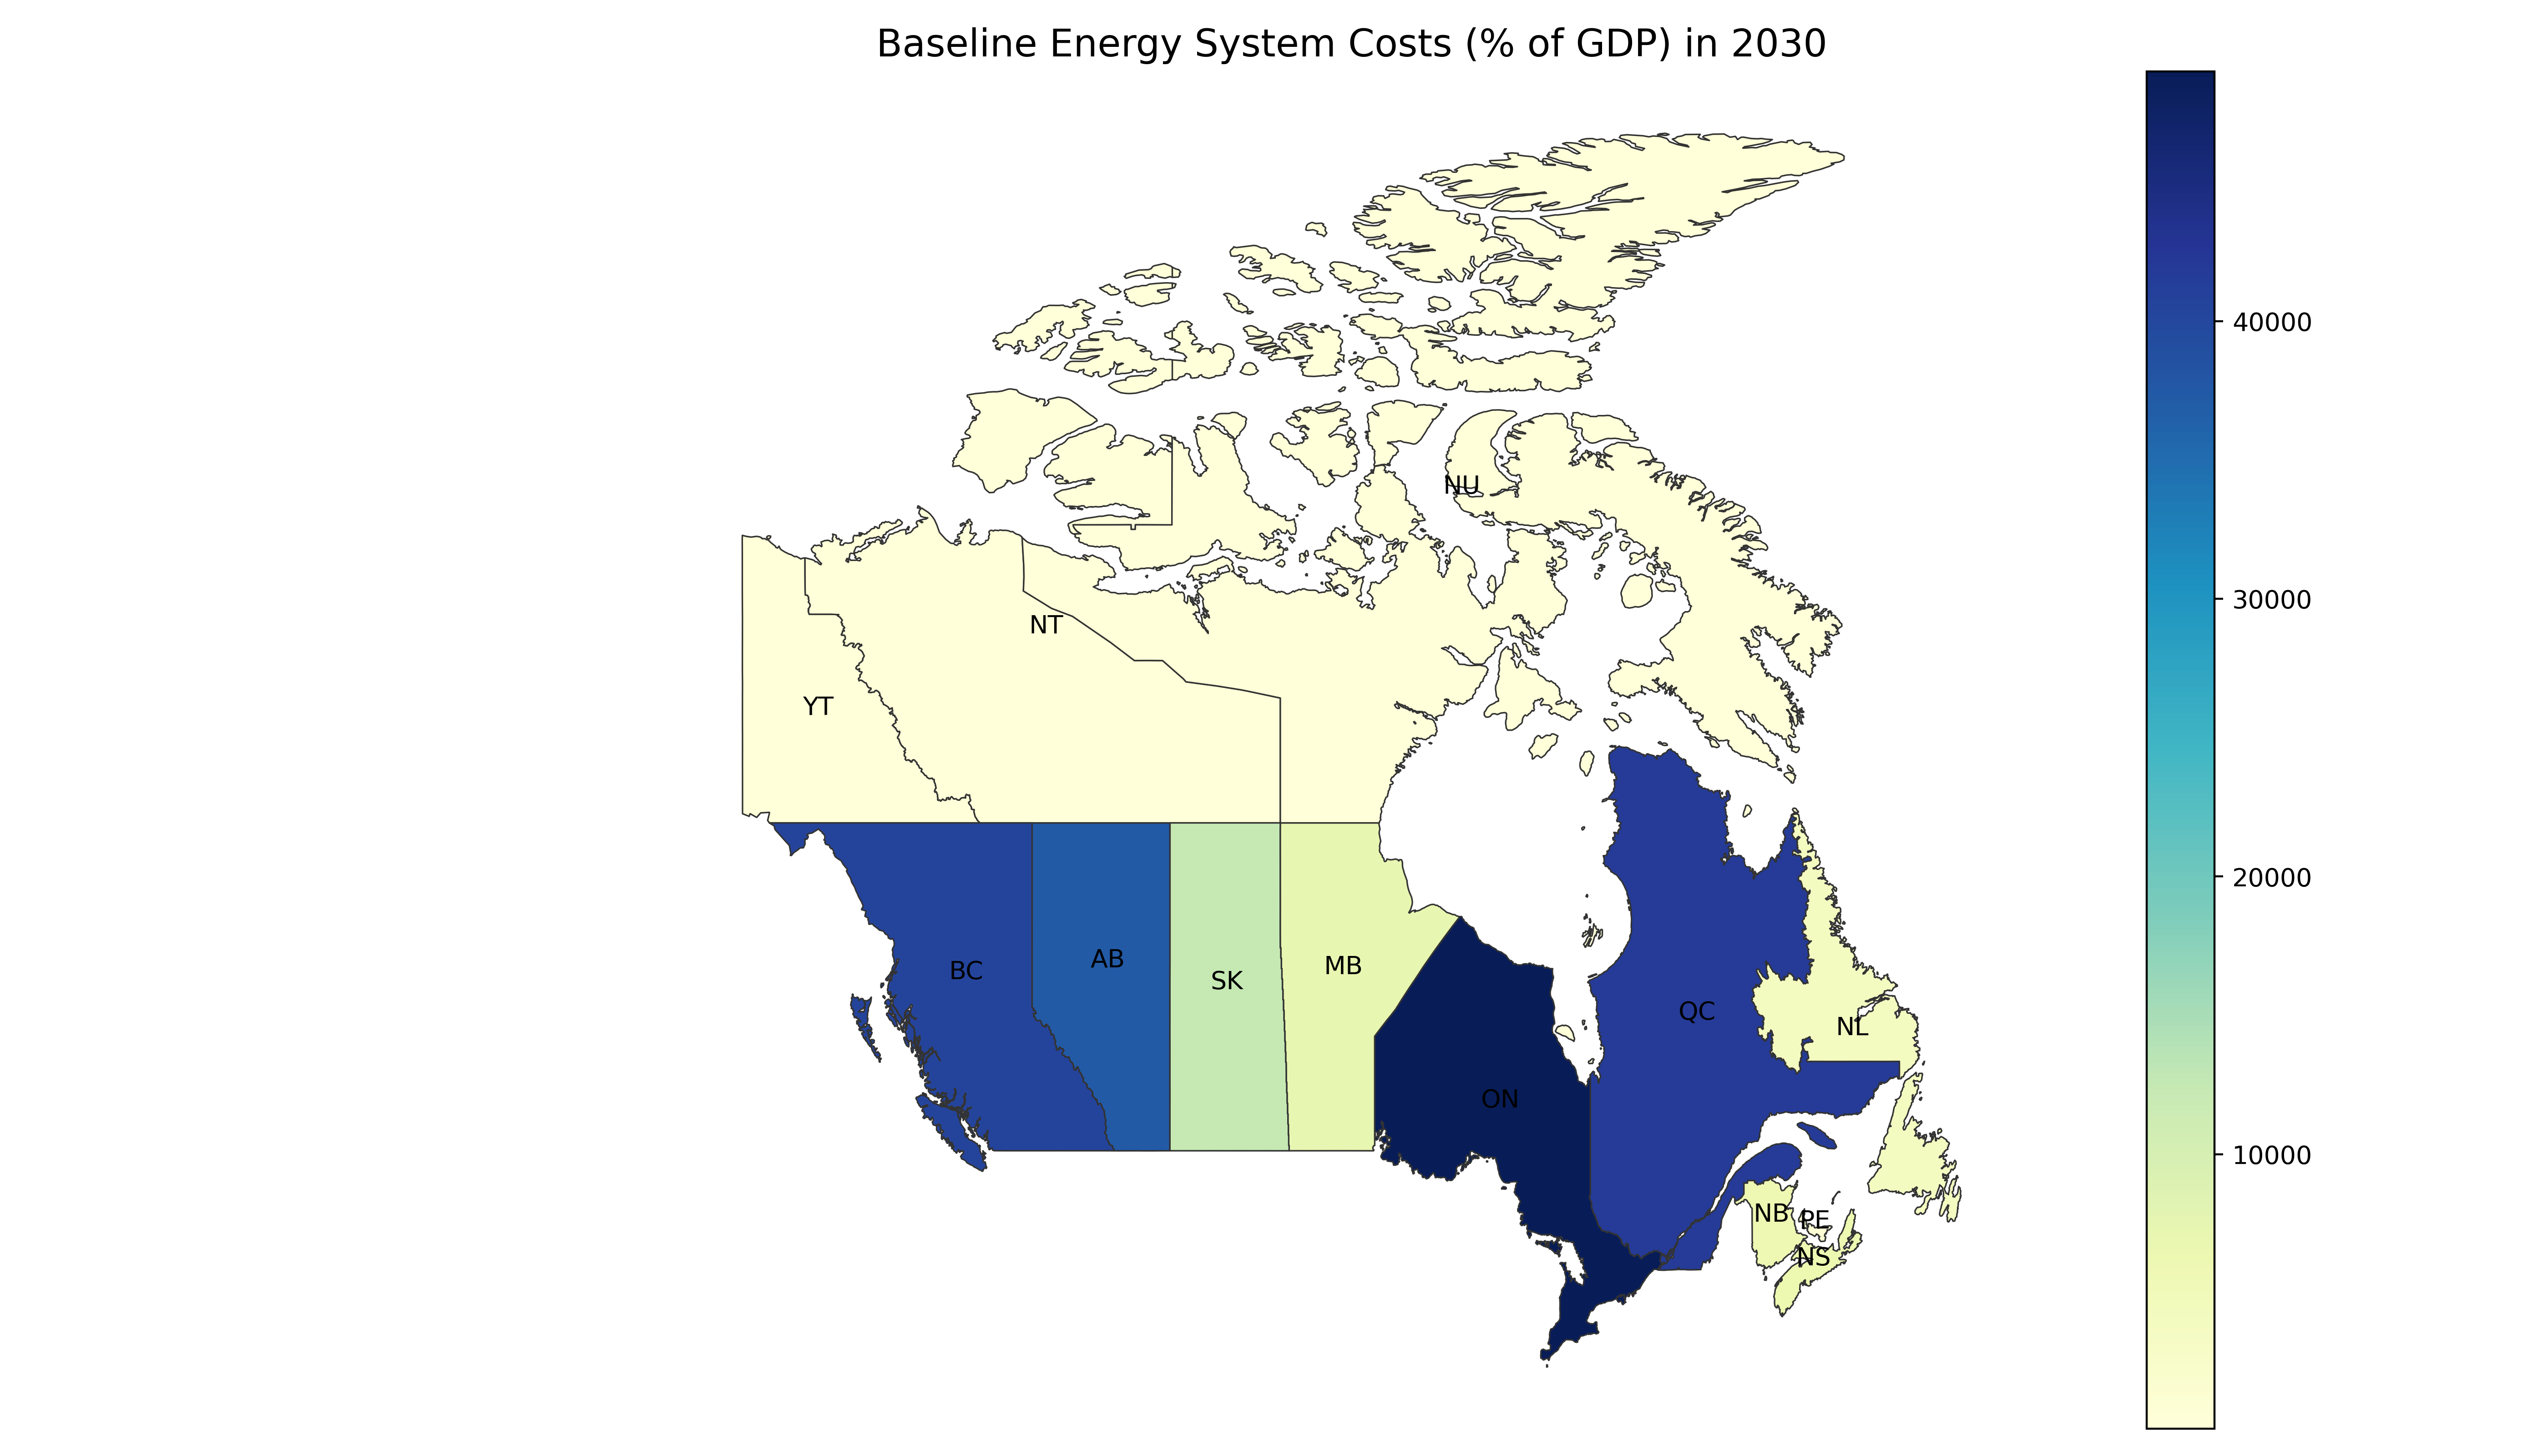 Baseline Energy System Costs (% of GDP) in 2030
40000
NU
30000
NT
YT
20000
AB
MB
BC
SK
QC
NL
ON
10000
NB
PE
NS